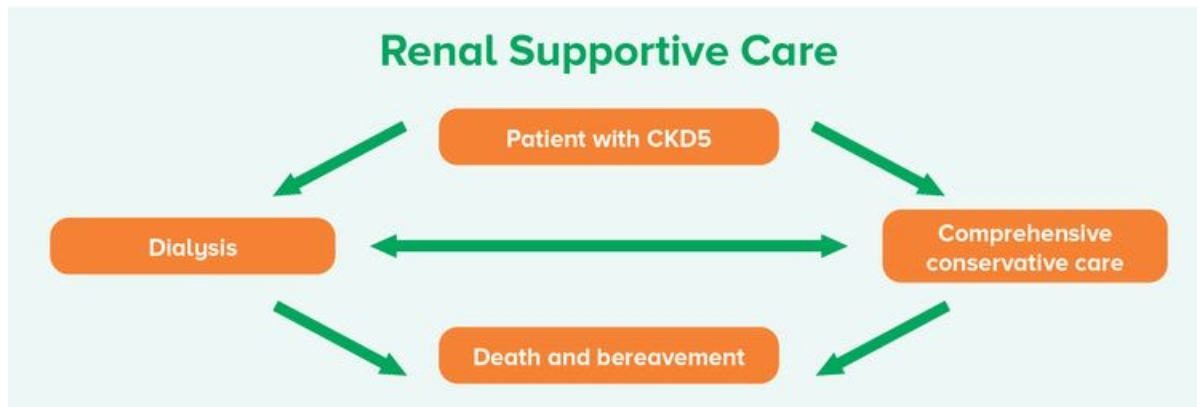 Renal Supportive Care
Patient with CKD5
Dialysis
Comprehensive
conservative care
Death and bereavement